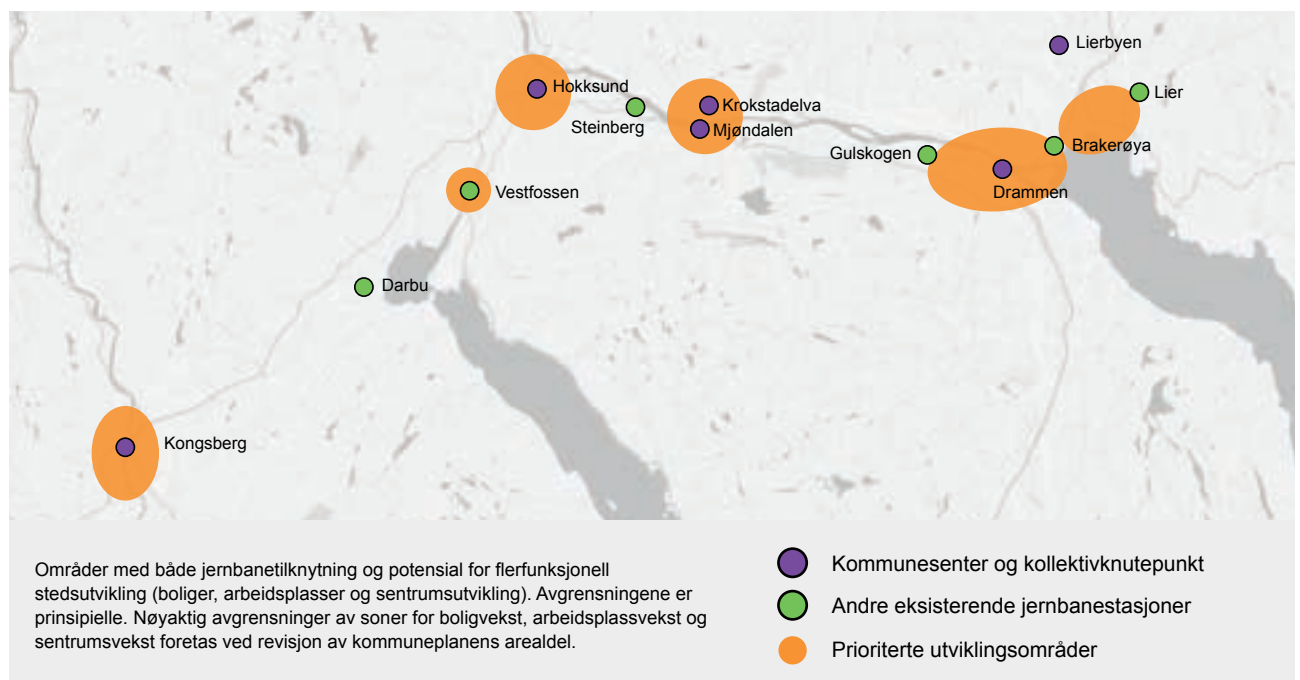 Lierbyen
Hokksund
Lier
Krokstadelva
Steinberg
Mjøndalen
Brakerøya
Gulskogen
Vestfossen
Drammen
Darbu
Kongsberg
Områder med både jernbanetilknytning og potensial for flerfunksjonell
stedsutvikling (boliger, arbeidsplasser og sentrumsutvikling). Avgrensningene er
prinsipielle. Nøyaktig avgrensninger av soner for boligvekst, arbeidsplassvekst og
sentrumsvekst foretas ved revisjon av kommuneplanens arealdel.
Kommunesenter og kollektivknutepunkt
Andre eksisterende jernbanestasjoner
Prioriterte utviklingsområder